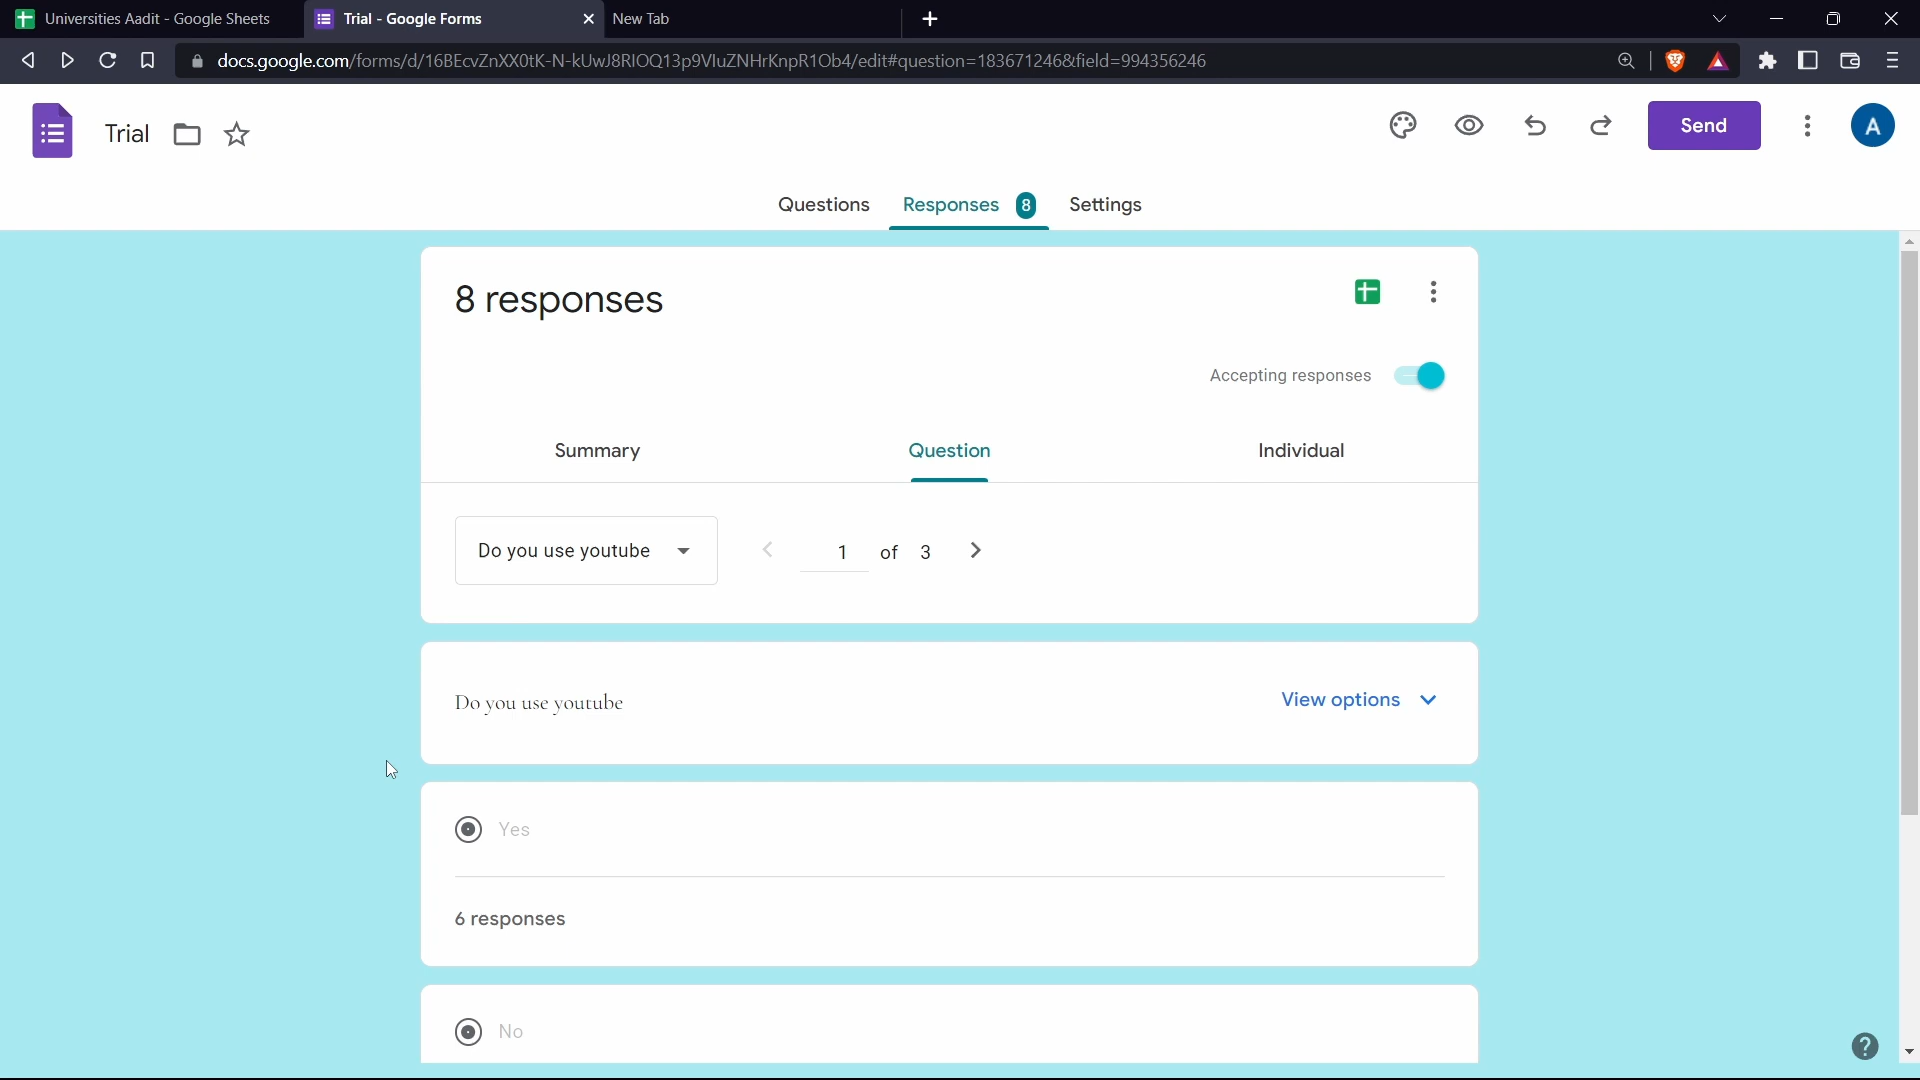 Universities Aadit - Google Sheets
Trial - Google Forms
New Tab
docs.google.com/forms/d/16BEcvZnXX0tK-N-kUwJ8RIOQ13p9VluZNHrKnpR1Ob4/edit#question=183671246&field=994356246
Trial
Send
A
Questions
Responses 8
Settings
8 responses
Accepting responses
Summary
Question
Individual
Do you use youtube
1 of 3
Do you use youtube
View options
Yes
6 responses
No